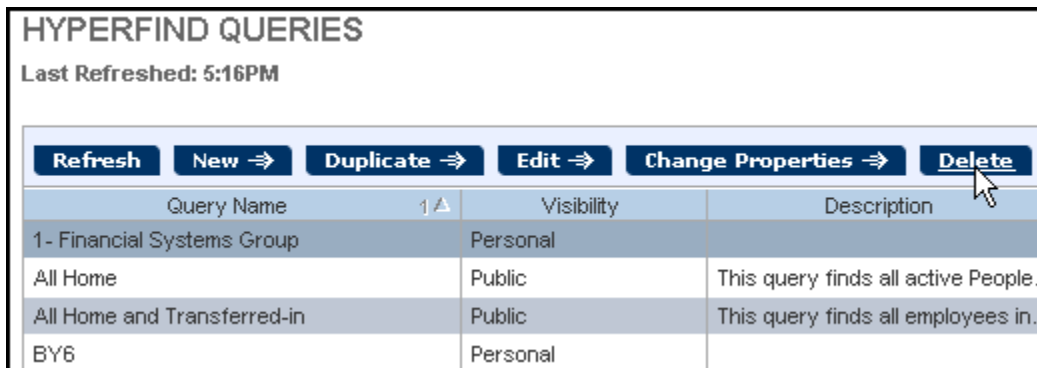 HYPERFIND QUERIES
Last Refreshed: 5:16PM
Refresh New Duplicate Edit Change Properties Delete
Query Name 1 Visibility Description
1- Financial Systems Group Personal
All Home Public This query finds all active People.
All Home and Transferred-in Public This query finds all employees in.
BY6 Personal